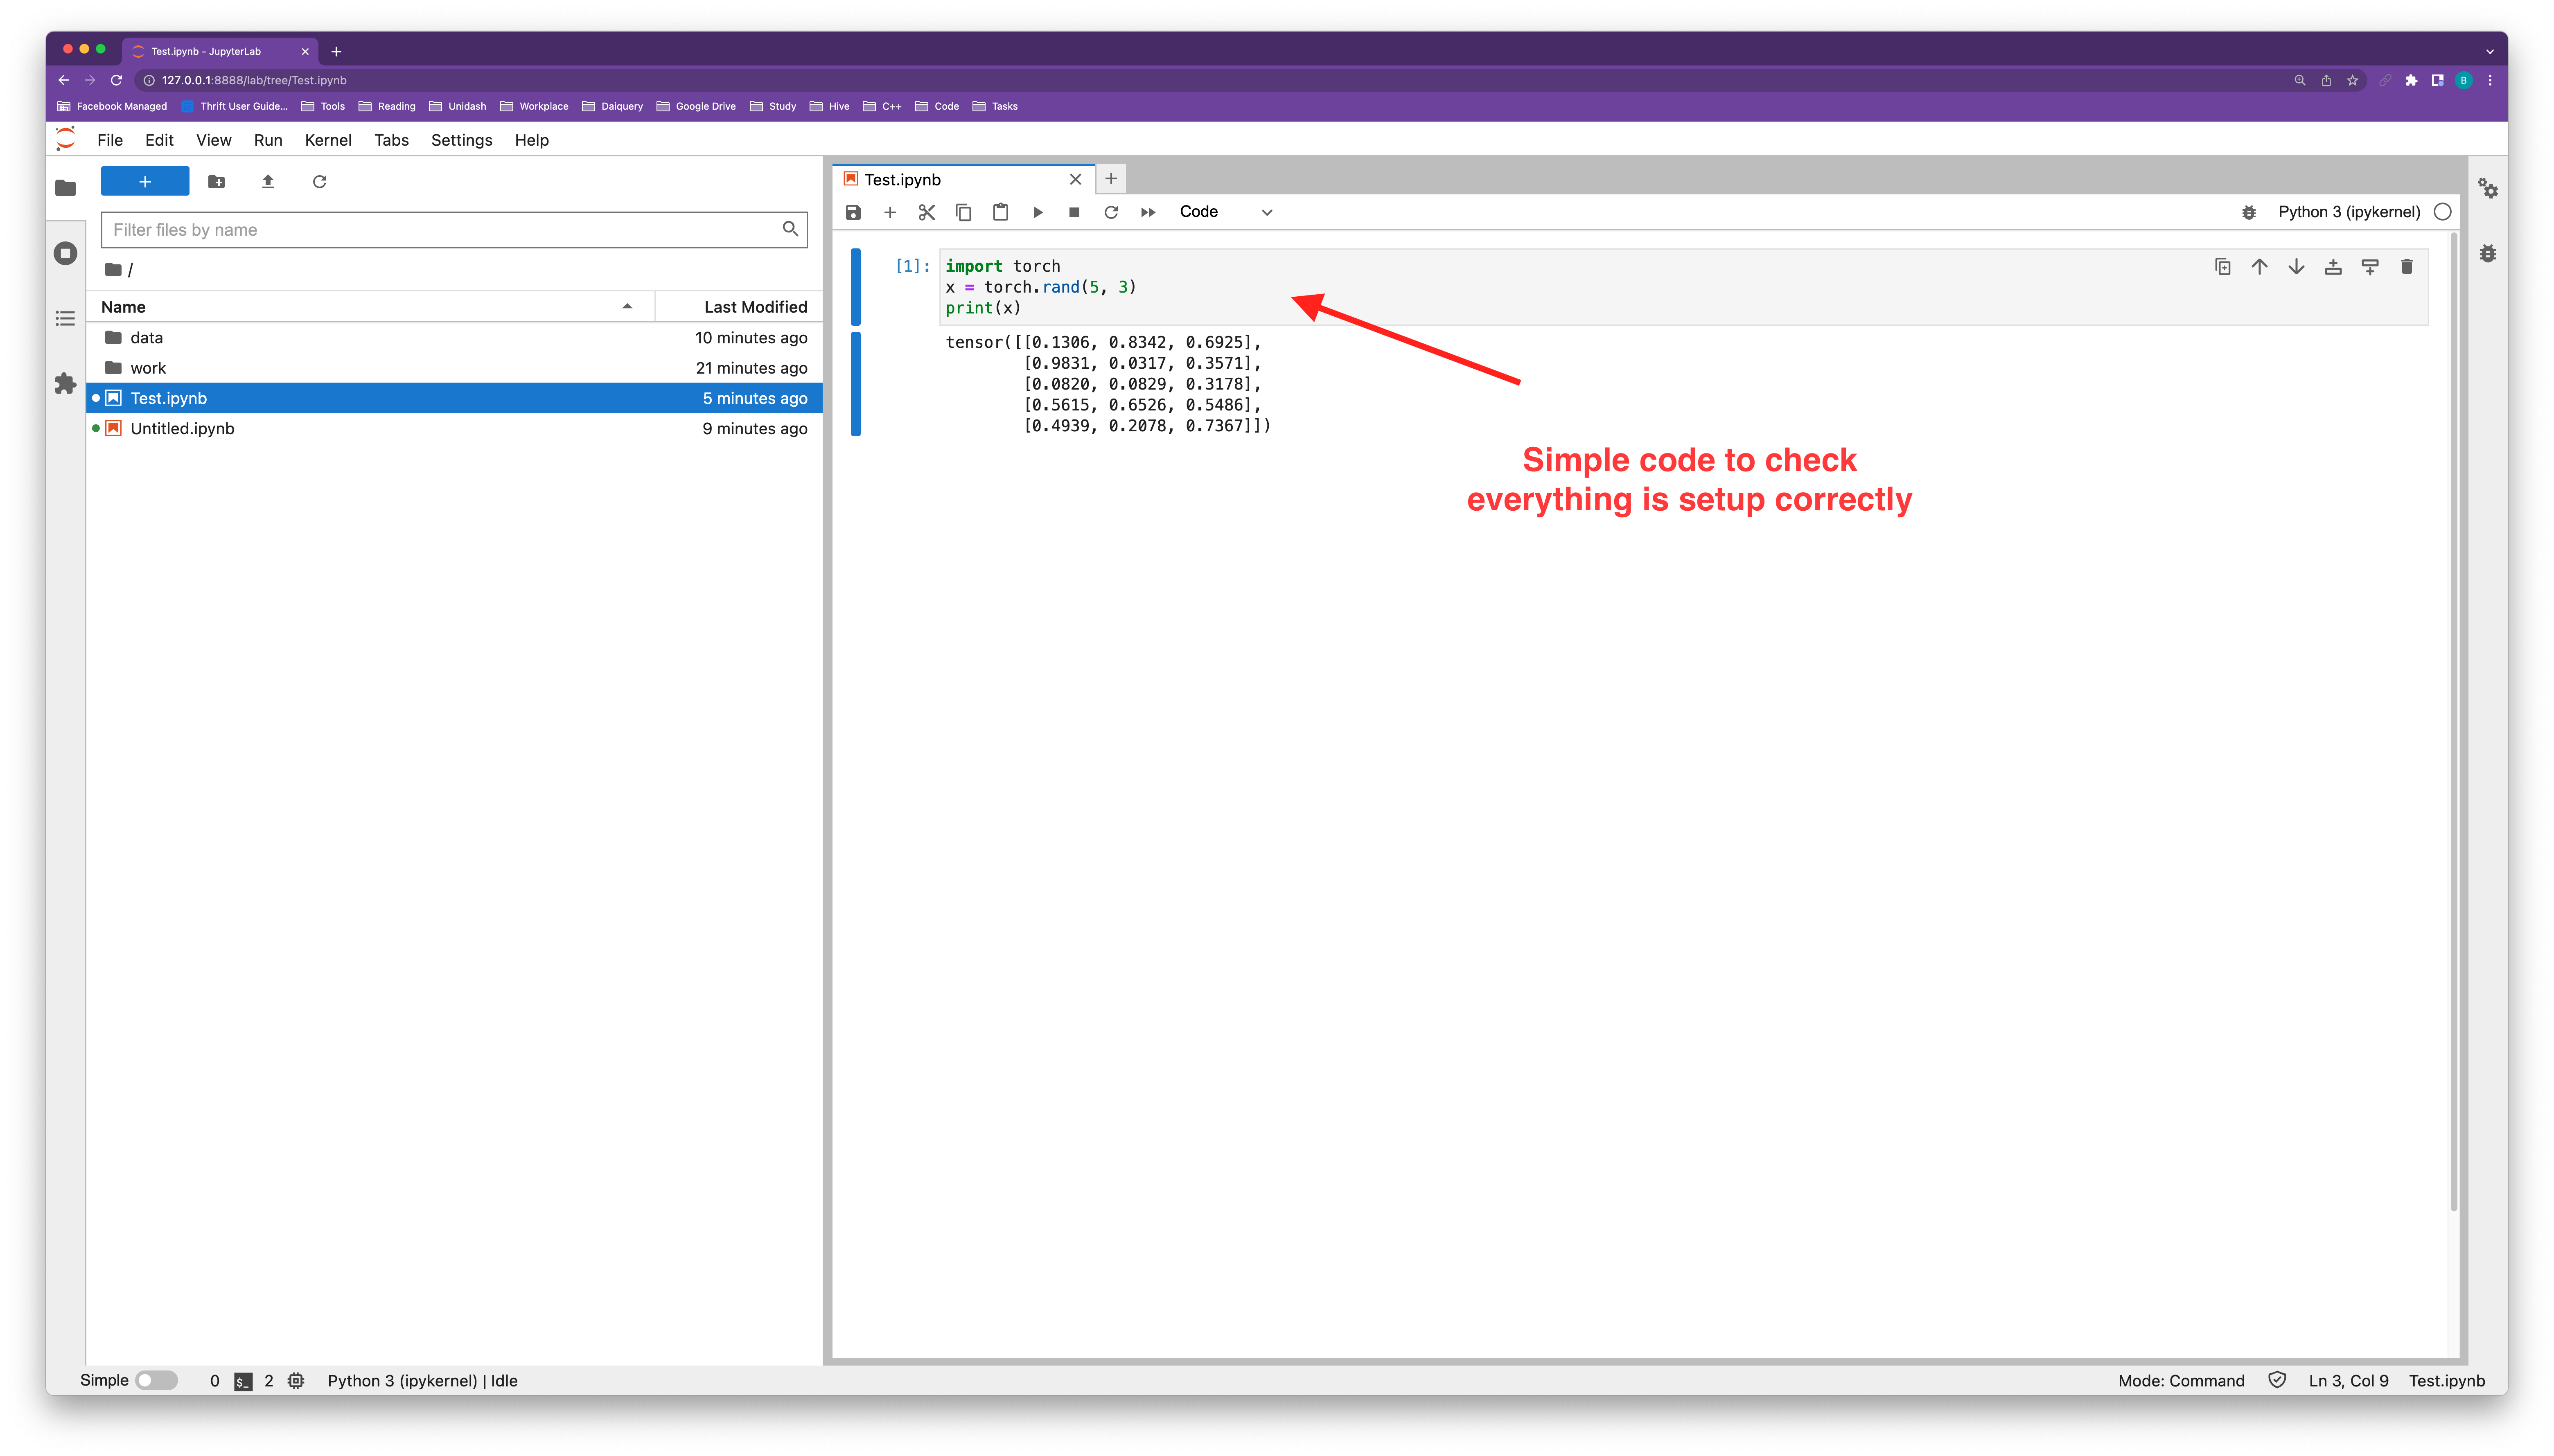 Test.ipynb - JupyterLab
127.0.0.1:8888/lab/tree/Test.ipynb
B
Facebook Managed Thrift User Guide... Tools Reading Unidash Workplace Daiquery Google Drive Study Hive C++ Code Tasks
File Edit View Run Kernel Tabs Settings Help
Filter files by name
/
Name Last Modified
data 10 minutes ago
work 21 minutes ago
Test.ipynb 5 minutes ago
Untitled.ipynb 9 minutes ago
Test.ipynb
Code Python 3 (ipykernel)
[1]: import torch
x = torch.rand(5, 3)
print(x)
tensor([[0.1306, 0.8342, 0.6925],
[0.9831, 0.0317, 0.3571],
[0.0820, 0.0829, 0.3178],
[0.5615, 0.6526, 0.5486],
[0.4939, 0.2078, 0.7367]])
Simple code to check
everything is setup correctly
Simple 0 $_ 2 Python 3 (ipykernel) | Idle Mode: Command Ln 3, Col 9 Test.ipynb